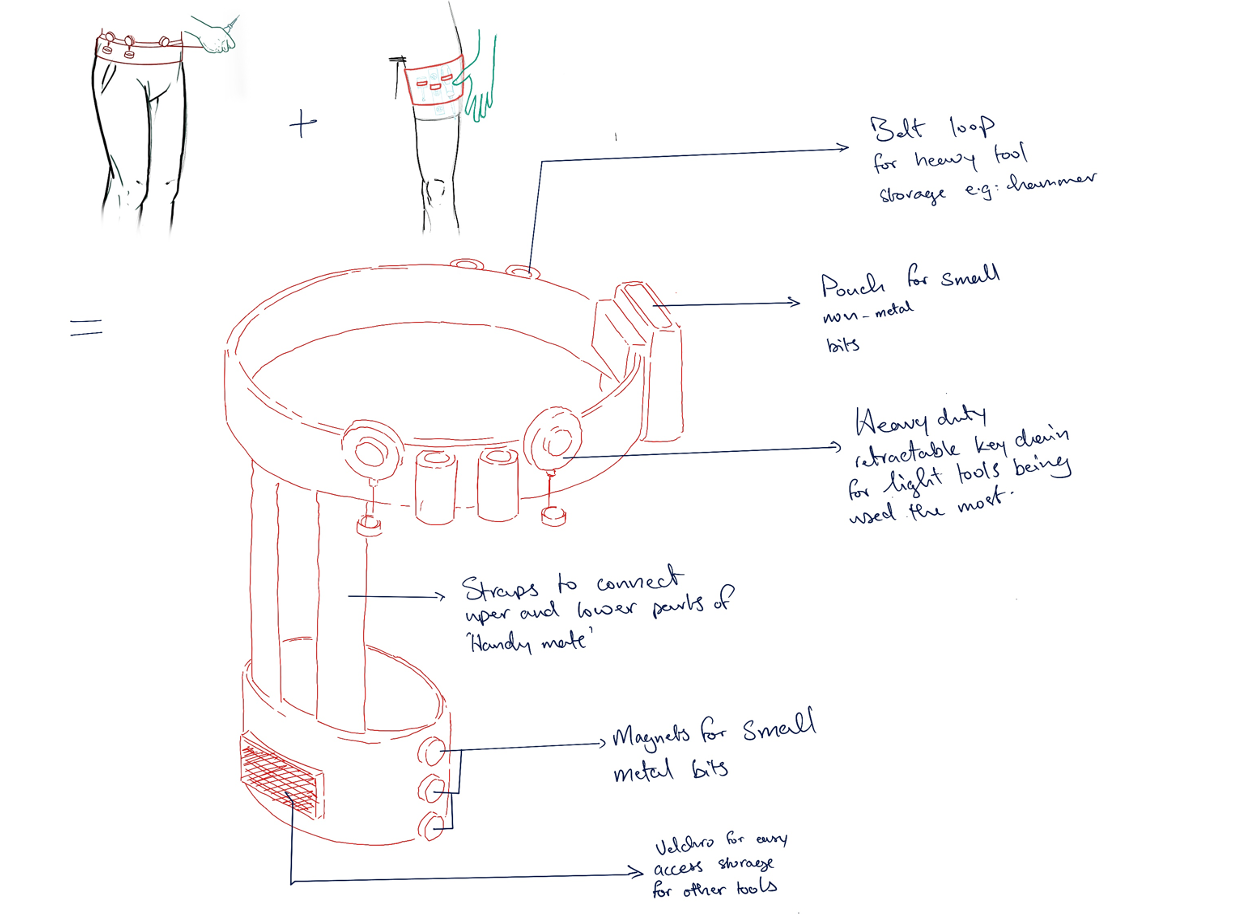 +
Belt loop
for heavy tool
storage e.g: hammer
=
Pouch for small
non-metal
bits
Heavy duty
retractable key chain
for light tools being
used the most.
Straps to connect
uper and lower parts of
'Handy mate'
Magnets for small
metal bits
Velchro for easy
access storage
for other tools